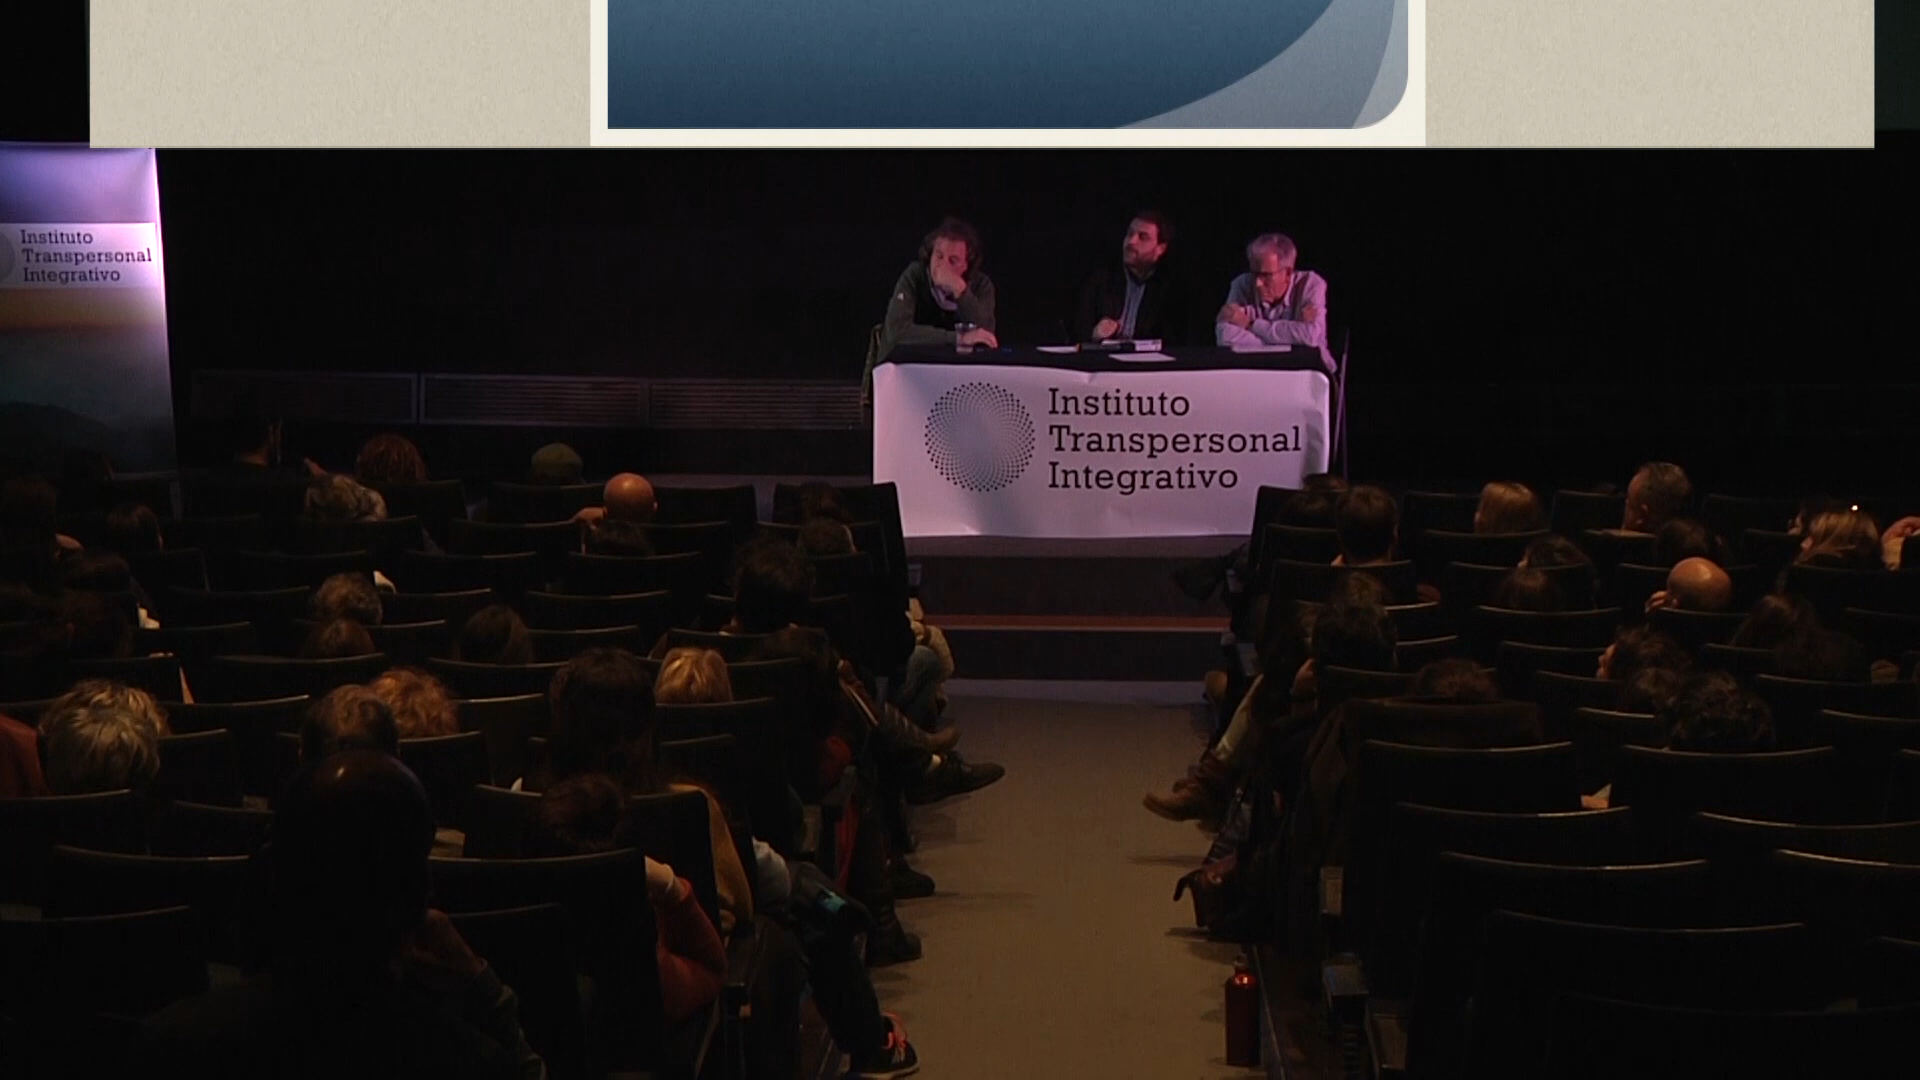 Instituto
Transpersonal
Integrativo
Instituto
Transpersonal
Integrativo